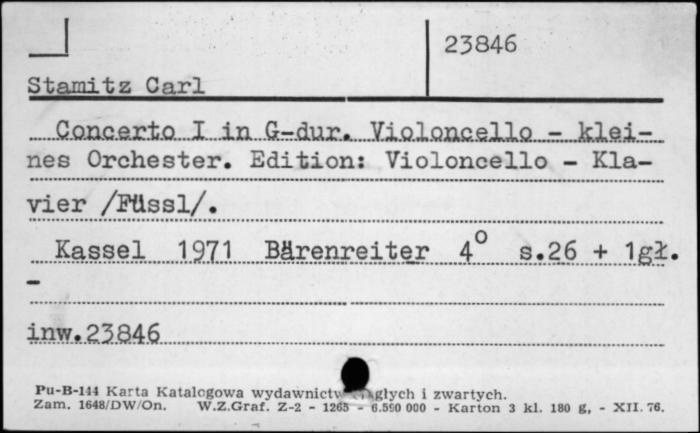 23846
Stamitz Carl
Concerto I in G-dur. Violoncello - klei-
nes Orchester. Edition: Violoncello - Kla-
vier /Füssl/.
Kassel 1971 Bärenreiter 4° s.26 + 1gł.
-
inw.23846
Pu-B-144 Karta Katalogowa wydawnictw głych i zwartych.
Zam. 1648/DW/On. W.Z.Graf. Z-2 - 1265 - 6.590 000 - Karton 3 kl. 180 g, - XII. 76.